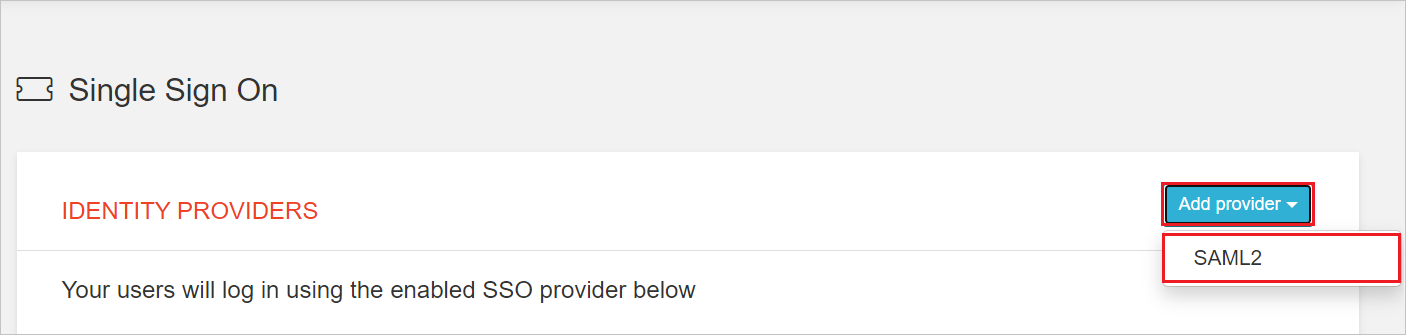 Single Sign On
IDENTITY PROVIDERS
Add provider
SAML2
Your users will log in using the enabled SSO provider below